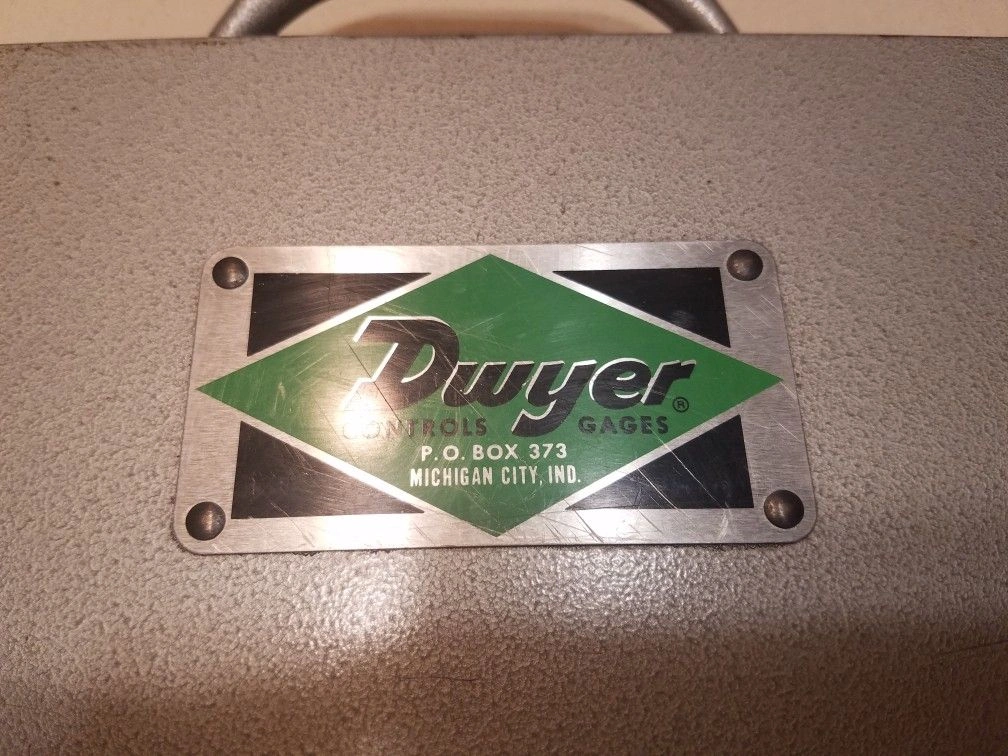 Dwyer®
CONTROLS GAGES
P.O. BOX 373
MICHIGAN CITY, IND.